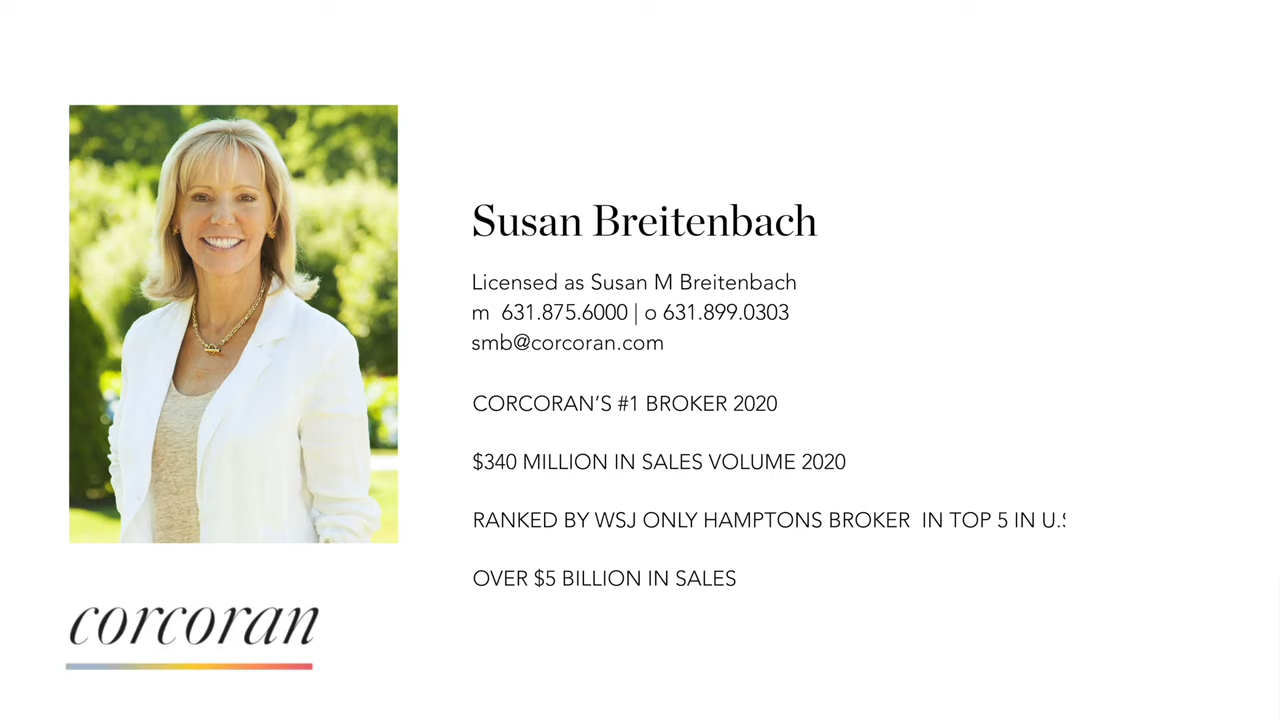 Susan Breitenbach
Licensed as Susan M Breitenbach
m 631.875.6000 | o 631.899.0303
smb@corcoran.com
CORCORAN’S #1 BROKER 2020
$340 MILLION IN SALES VOLUME 2020
RANKED BY WSJ ONLY HAMPTONS BROKER IN TOP 5 IN U.S
OVER $5 BILLION IN SALES
corcoran